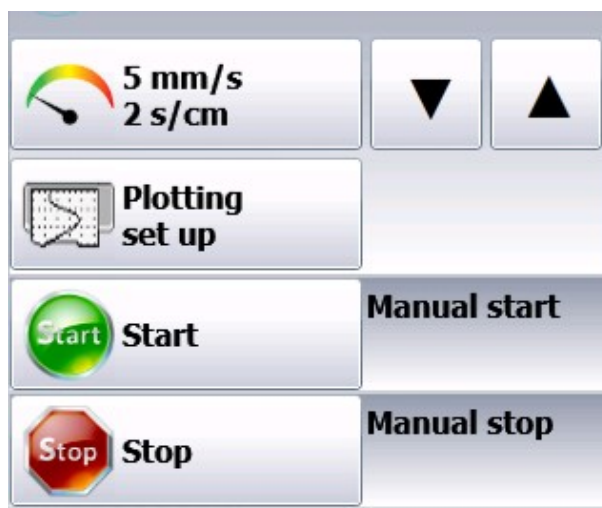 5 mm/s
2 s/cm
▼ ▲
Plotting
set up
Start Start
Manual start
Stop Stop
Manual stop